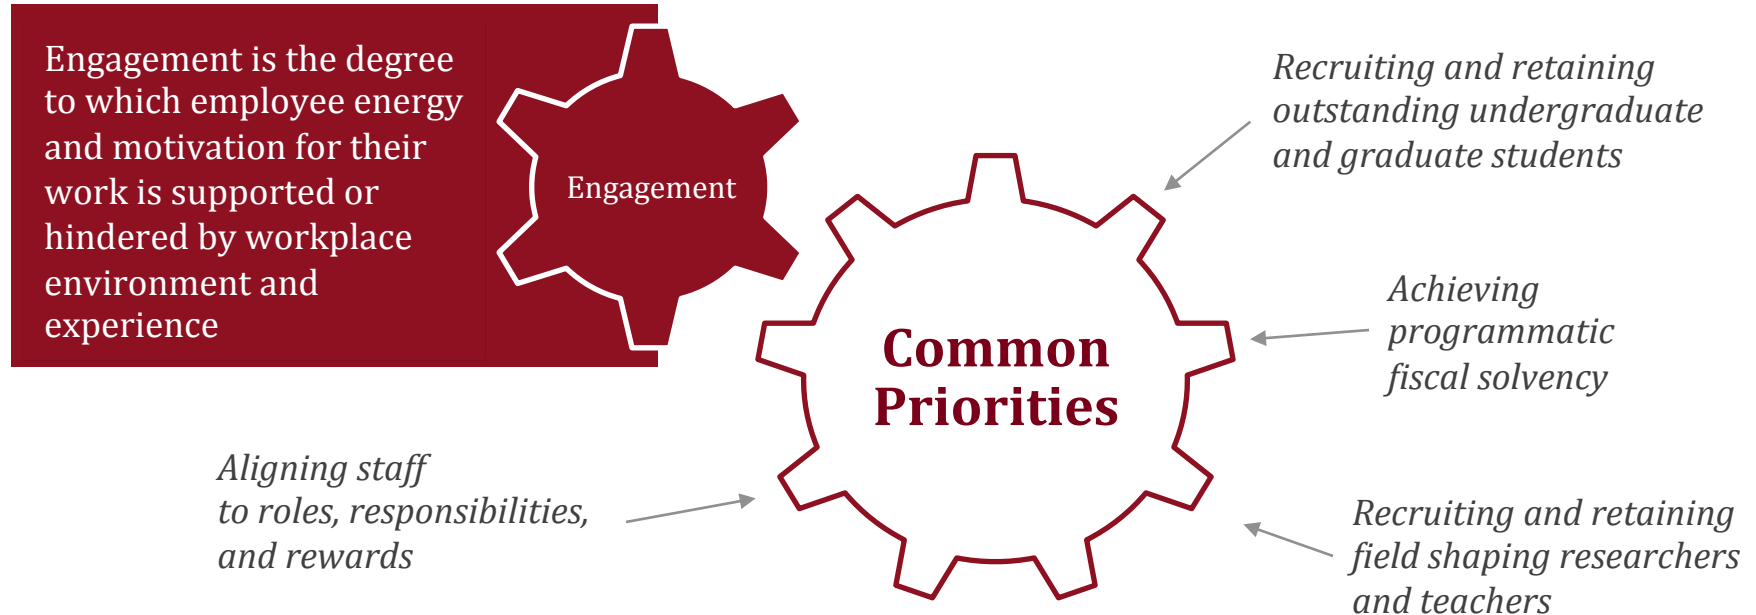 Engagement is the degree
to which employee energy
and motivation for their
work is supported or
hindered by workplace
environment and
experience
Engagement
Recruiting and retaining
outstanding undergraduate
and graduate students
Common
Priorities
Achieving
programmatic
fiscal solvency
Aligning staff
to roles, responsibilities,
and rewards
Recruiting and retaining
field shaping researchers
and teachers